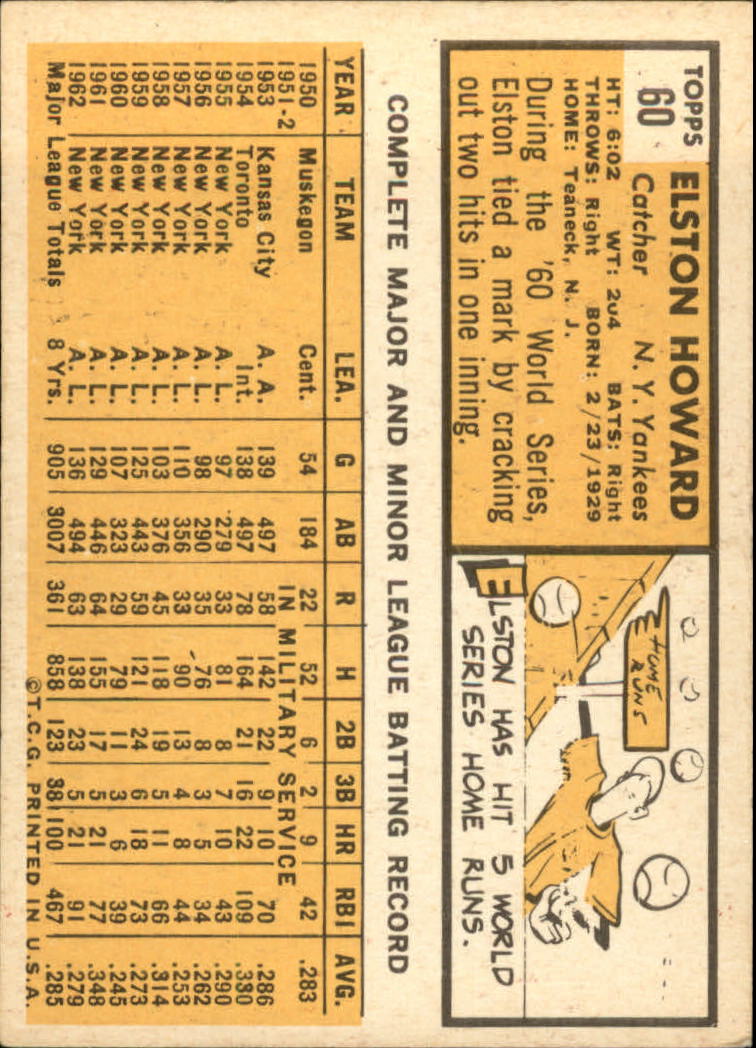 TOPPS
60
ELSTON HOWARD
Catcher N. Y. Yankees
HT: 6:02 WT: 204 BATS: Right
THROWS: Right BORN: 2/23/1929
HOME: Teaneck, N. J.
During the '60 World Series,
Elston tied a mark by cracking
out two hits in one inning.
HOME
RUNS
ELSTON HAS HIT 5 WORLD
SERIES HOME RUNS.
COMPLETE MAJOR AND MINOR LEAGUE BATTING RECORD
YEAR TEAM LEA. G AB R H 2B 3B HR RBI AVG.
1950 Muskegon Cent. 54 184 22 52 6 2 9 42 .283
1951-2 IN MILITARY SERVICE
1953 Kansas City A. A. 139 497 58 142 22 9 10 70 .286
1954 Toronto Int. 138 497 78 164 21 16 22 109 .330
1955 New York A. L. 97 279 33 81 8 7 10 43 .290
1956 New York A. L. 98 290 35 76 8 3 5 34 .262
1957 New York A. L. 110 356 33 90 13 4 8 44 .253
1958 New York A. L. 103 376 45 118 19 5 11 66 .314
1959 New York A. L. 125 443 59 121 24 6 18 73 .273
1960 New York A. L. 107 323 29 79 11 3 6 39 .245
1961 New York A. L. 129 446 64 155 17 5 21 77 .348
1962 New York A. L. 136 494 63 138 23 5 21 91 .279
Major League Totals 8 Yrs. 905 3007 361 858 123 38 100 467 .285
©T.C.G. PRINTED IN U.S.A.